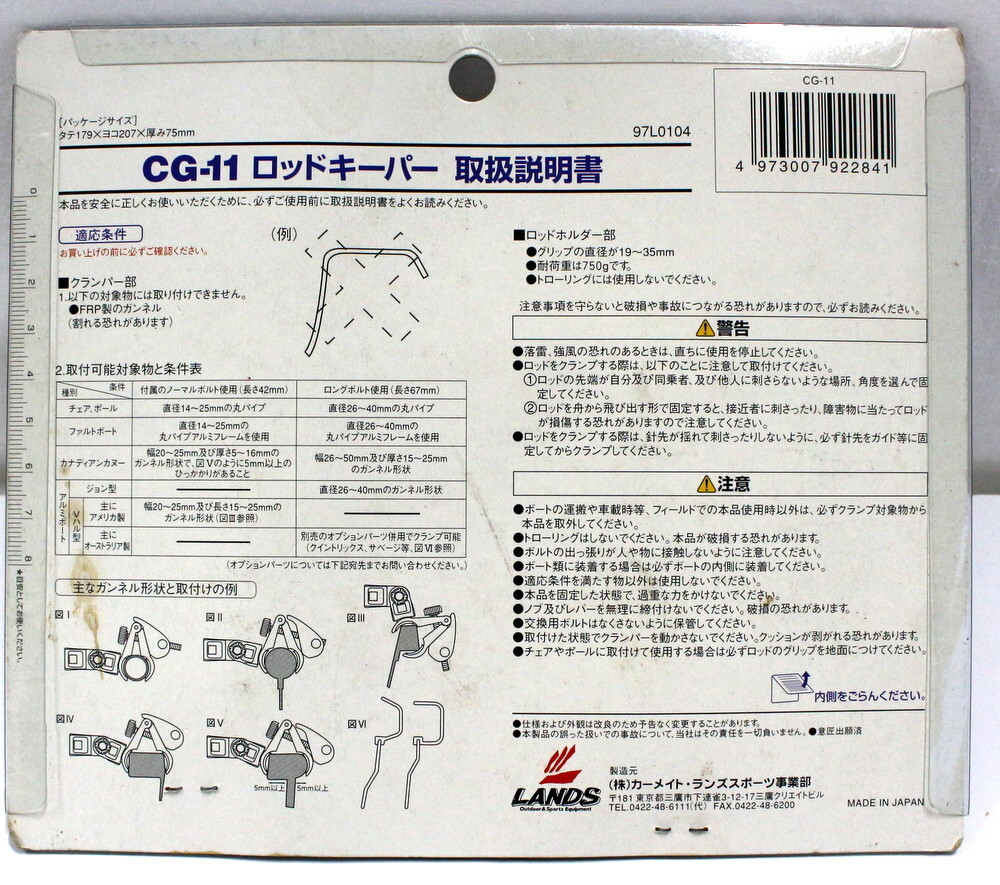 [パッケージサイズ]
タテ179×ヨコ207×厚み75mm
97L0104
CG-11
4 973007 922841
CG-11 ロッドキーパー 取扱説明書
本品を安全に正しくお使いいただくために、必ずご使用前に取扱説明書をよくお読みください。
適応条件
お買い上げの前に必ずご確認ください。
(例)
■クランパー部
1.以下の対象物には取り付けできません。
●FRP製のガンネル
(割れる恐れがあります)
2.取付可能対象物と条件表
条件
種別
付属のノーマルボルト使用(長さ42mm)
ロングボルト使用(長さ67mm)
チェア、ポール
直径14〜25mmの丸パイプ
直径26〜40mmの丸パイプ
ファルトボート
直径14〜25mmの
丸パイプアルミフレームを使用
直径26〜40mmの
丸パイプアルミフレームを使用
カナディアンカヌー
幅20〜25mm及び厚さ5〜16mmの
ガンネル形状で、図Ⅴのように5mm以上の
ひっかかりがあること
幅26〜50mm及び厚さ15〜25mm
のガンネル形状
アルミボート
ジョン型
直径26〜40mmのガンネル形状
Vハル型
主に
アメリカ製
幅20〜25mm及び長さ15〜25mmの
ガンネル形状(図Ⅲ参照)
主に
オーストラリア製
別売のオプションパーツ併用でクランプ可能
(クイントリックス、サベージ等、図Ⅵ参照)
(オプションパーツについては下記宛先までお問い合わせください。)
主なガンネル形状と取付けの例
図Ⅰ
図Ⅱ
図Ⅲ
図Ⅳ
図Ⅴ
図Ⅵ
5mm以上
5mm以上
0
1
2
3
4
5
6
7
8
★目安としてお使いください。
■ロッドホルダー部
●グリップの直径が19〜35mm
●耐荷重は750gです。
●トローリングには使用しないでください。
注意事項を守らないと破損や事故につながる恐れがありますので、必ずお読みください。
警告
●落雷、強風の恐れのあるときは、直ちに使用を停止してください。
●ロッドをクランプする際は、以下のことに注意して取付けてください。
①ロッドの先端が自分及び同乗者、及び他人に刺さらないような場所、角度を選んで固
定してください。
②ロッドを舟から飛び出す形で固定すると、接近者に刺さったり、障害物に当たってロッド
が損傷する恐れがありますので注意してください。
●ロッドをクランプする際は、針先が揺れて刺さったりしないように、必ず針先をガイド等に固
定してからクランプしてください。
注意
●ボートの運搬や車載時等、フィールドでの本品使用時以外は、必ずクランプ対象物から
本品を取外してください。
●トローリングはしないでください。本品が破損する恐れがあります。
●ボルトの出っ張りが人や物に接触しないように注意してください。
●ボート類に装着する場合は必ずボートの内側に装着してください。
●適応条件を満たす物以外は使用しないでください。
●本品を固定した状態で、過重な力をかけないでください。
●ノブ及びレバーを無理に締付けないでください。破損の恐れがあります。
●交換用ボルトはなくさないように保管してください。
●取付けた状態でクランパーを動かさないでください。クッションが剥がれる恐れがあります。
●チェアやポールに取付けて使用する場合は必ずロッドのグリップを地面につけてください。
内側をごらんください。
●仕様および外観は改良のため予告なく変更することがあります。
●本製品の誤った扱いでの事故について、当社はその責任を一切負いません。●意匠出願済
LANDS
Outdoor & Sports Equipment
製造元
(株)カーメイト・ランズスポーツ事業部
〒181 東京都三鷹市下連雀3-12-17三鷹クリエイトビル
TEL.0422-48-6111(代) FAX.0422-48-6200
MADE IN JAPAN